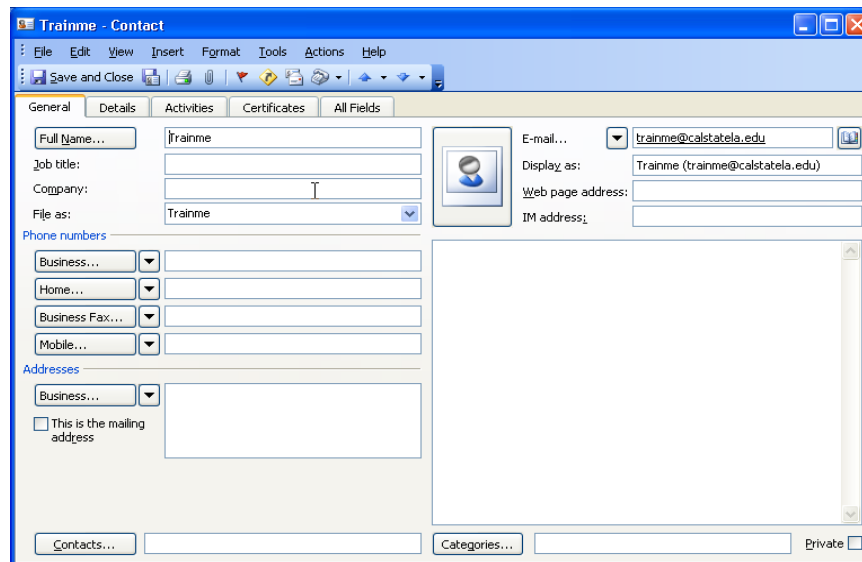 Trainme - Contact
File Edit View Insert Format Tools Actions Help
Save and Close
General Details Activities Certificates All Fields
Full Name... Trainme
Job title:
Company:
File as: Trainme
Phone numbers
Business...
Home...
Business Fax...
Mobile...
Addresses
Business...
This is the mailing
address
Contacts...
E-mail... trainme@calstatela.edu
Display as: Trainme (trainme@calstatela.edu)
Web page address:
IM address:
Categories... Private